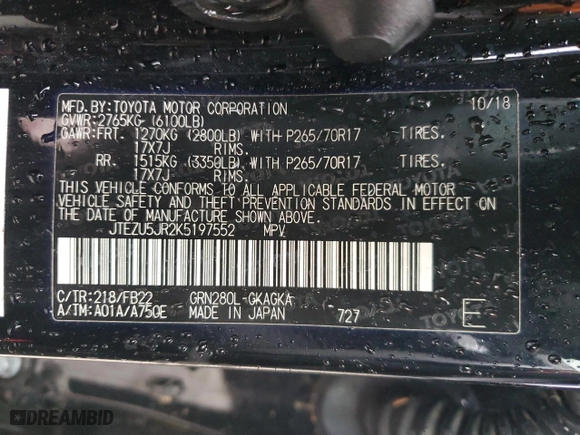 MFD. BY: TOYOTA MOTOR CORPORATION 10/18
GVWR: 2765KG (6100LB)
GAWR: FRT. 1270KG (2800LB) WITH P265/70R17 TIRES.
17X7J RIMS.
RR. 1515KG (3350LB) WITH P265/70R17 TIRES.
17X7J RIMS.
THIS VEHICLE CONFORMS TO ALL APPLICABLE FEDERAL MOTOR
VEHICLE SAFETY AND THEFT PREVENTION STANDARDS IN EFFECT
ON THE DATE OF MANUFACTURE SHOWN ABOVE.
JTEZU5JR2K5197552 MPV
C/TR: 218/FB22 GRN280L-GKAGKA
A/TM: A01A/A750E MADE IN JAPAN 727 E
DREAMBID